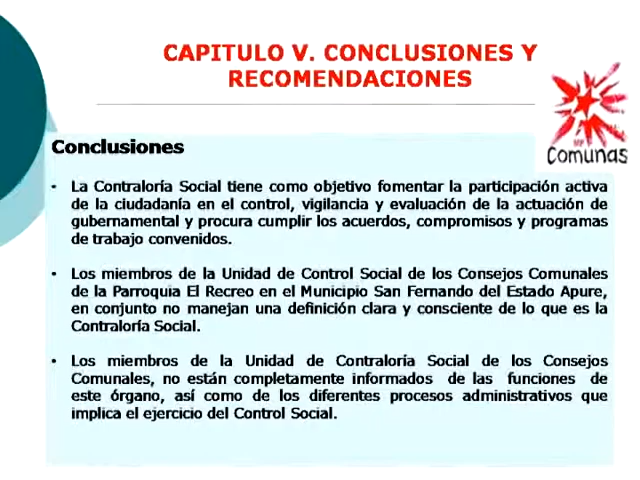 CAPITULO V. CONCLUSIONES Y
RECOMENDACIONES
MP
Comunas
Conclusiones
• La Contraloría Social tiene como objetivo fomentar la participación activa
de la ciudadanía en el control, vigilancia y evaluación de la actuación de
gubernamental y procura cumplir los acuerdos, compromisos y programas
de trabajo convenidos.
• Los miembros de la Unidad de Control Social de los Consejos Comunales
de la Parroquia El Recreo en el Municipio San Fernando del Estado Apure,
en conjunto no manejan una definición clara y consciente de lo que es la
Contraloría Social.
• Los miembros de la Unidad de Contraloría Social de los Consejos
Comunales, no están completamente informados de las funciones de
este órgano, así como de los diferentes procesos administrativos que
implica el ejercicio del Control Social.